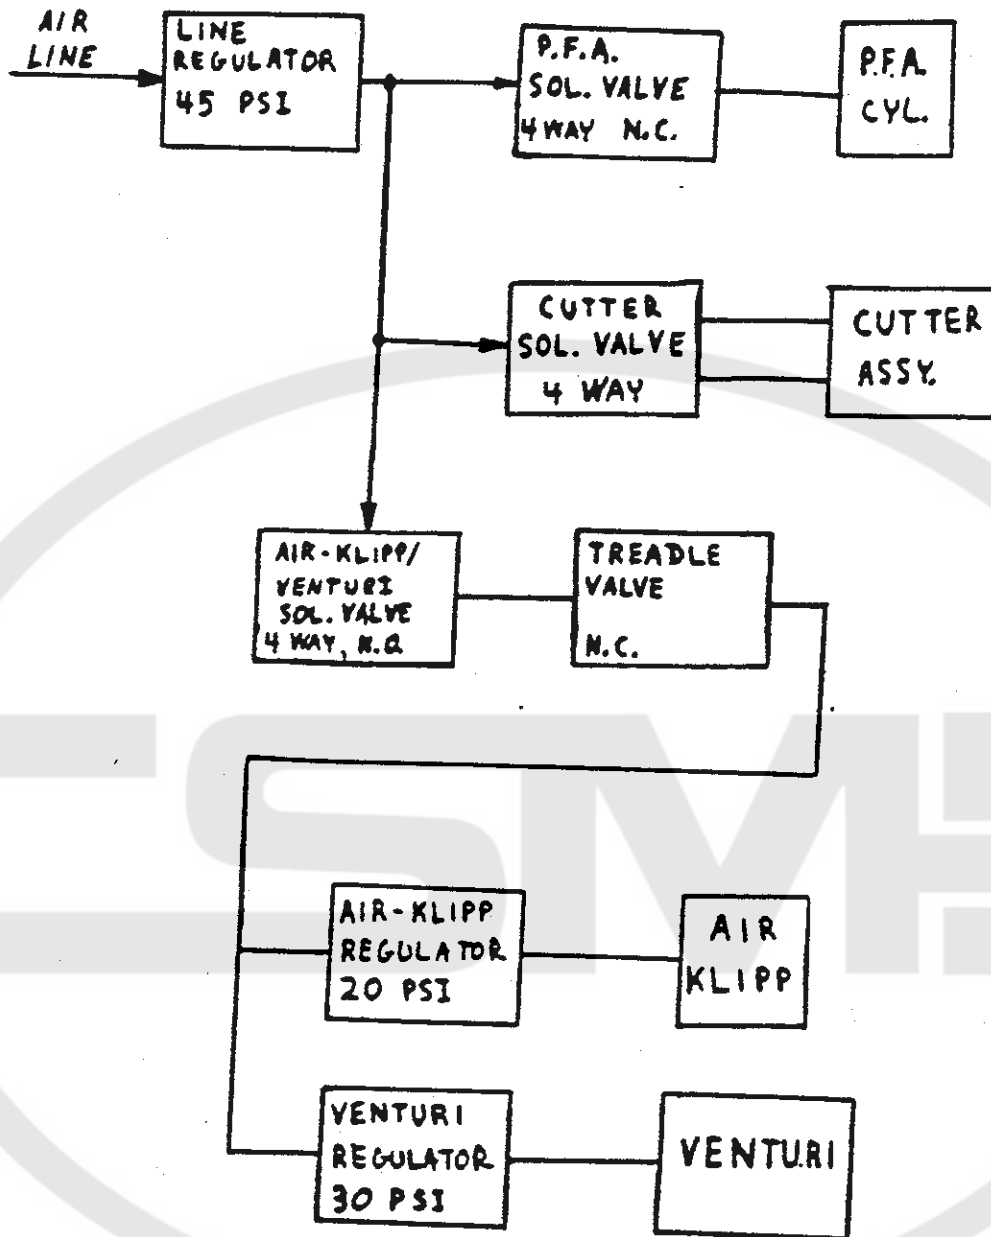 AIR
LINE
LINE
REGULATOR
45 PSI
P.F.A.
SOL. VALVE
4 WAY N.C.
P.F.A.
CYL.
CUTTER
SOL. VALVE
4 WAY
CUTTER
ASSY.
AIR-KLIPP/
VENTURI
SOL. VALVE
4 WAY, N.O
TREADLE
VALVE
N.C.
AIR-KLIPP
REGULATOR
20 PSI
AIR
KLIPP
VENTURI
REGULATOR
30 PSI
VENTURI